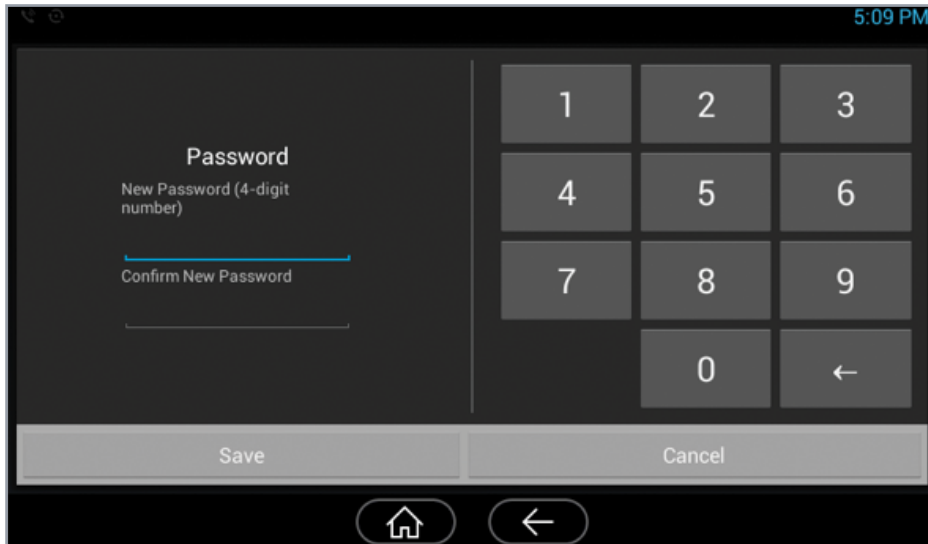 5:09 PM
Password
New Password (4-digit
number)
Confirm New Password
1 2 3
4 5 6
7 8 9
0 ←
Save Cancel